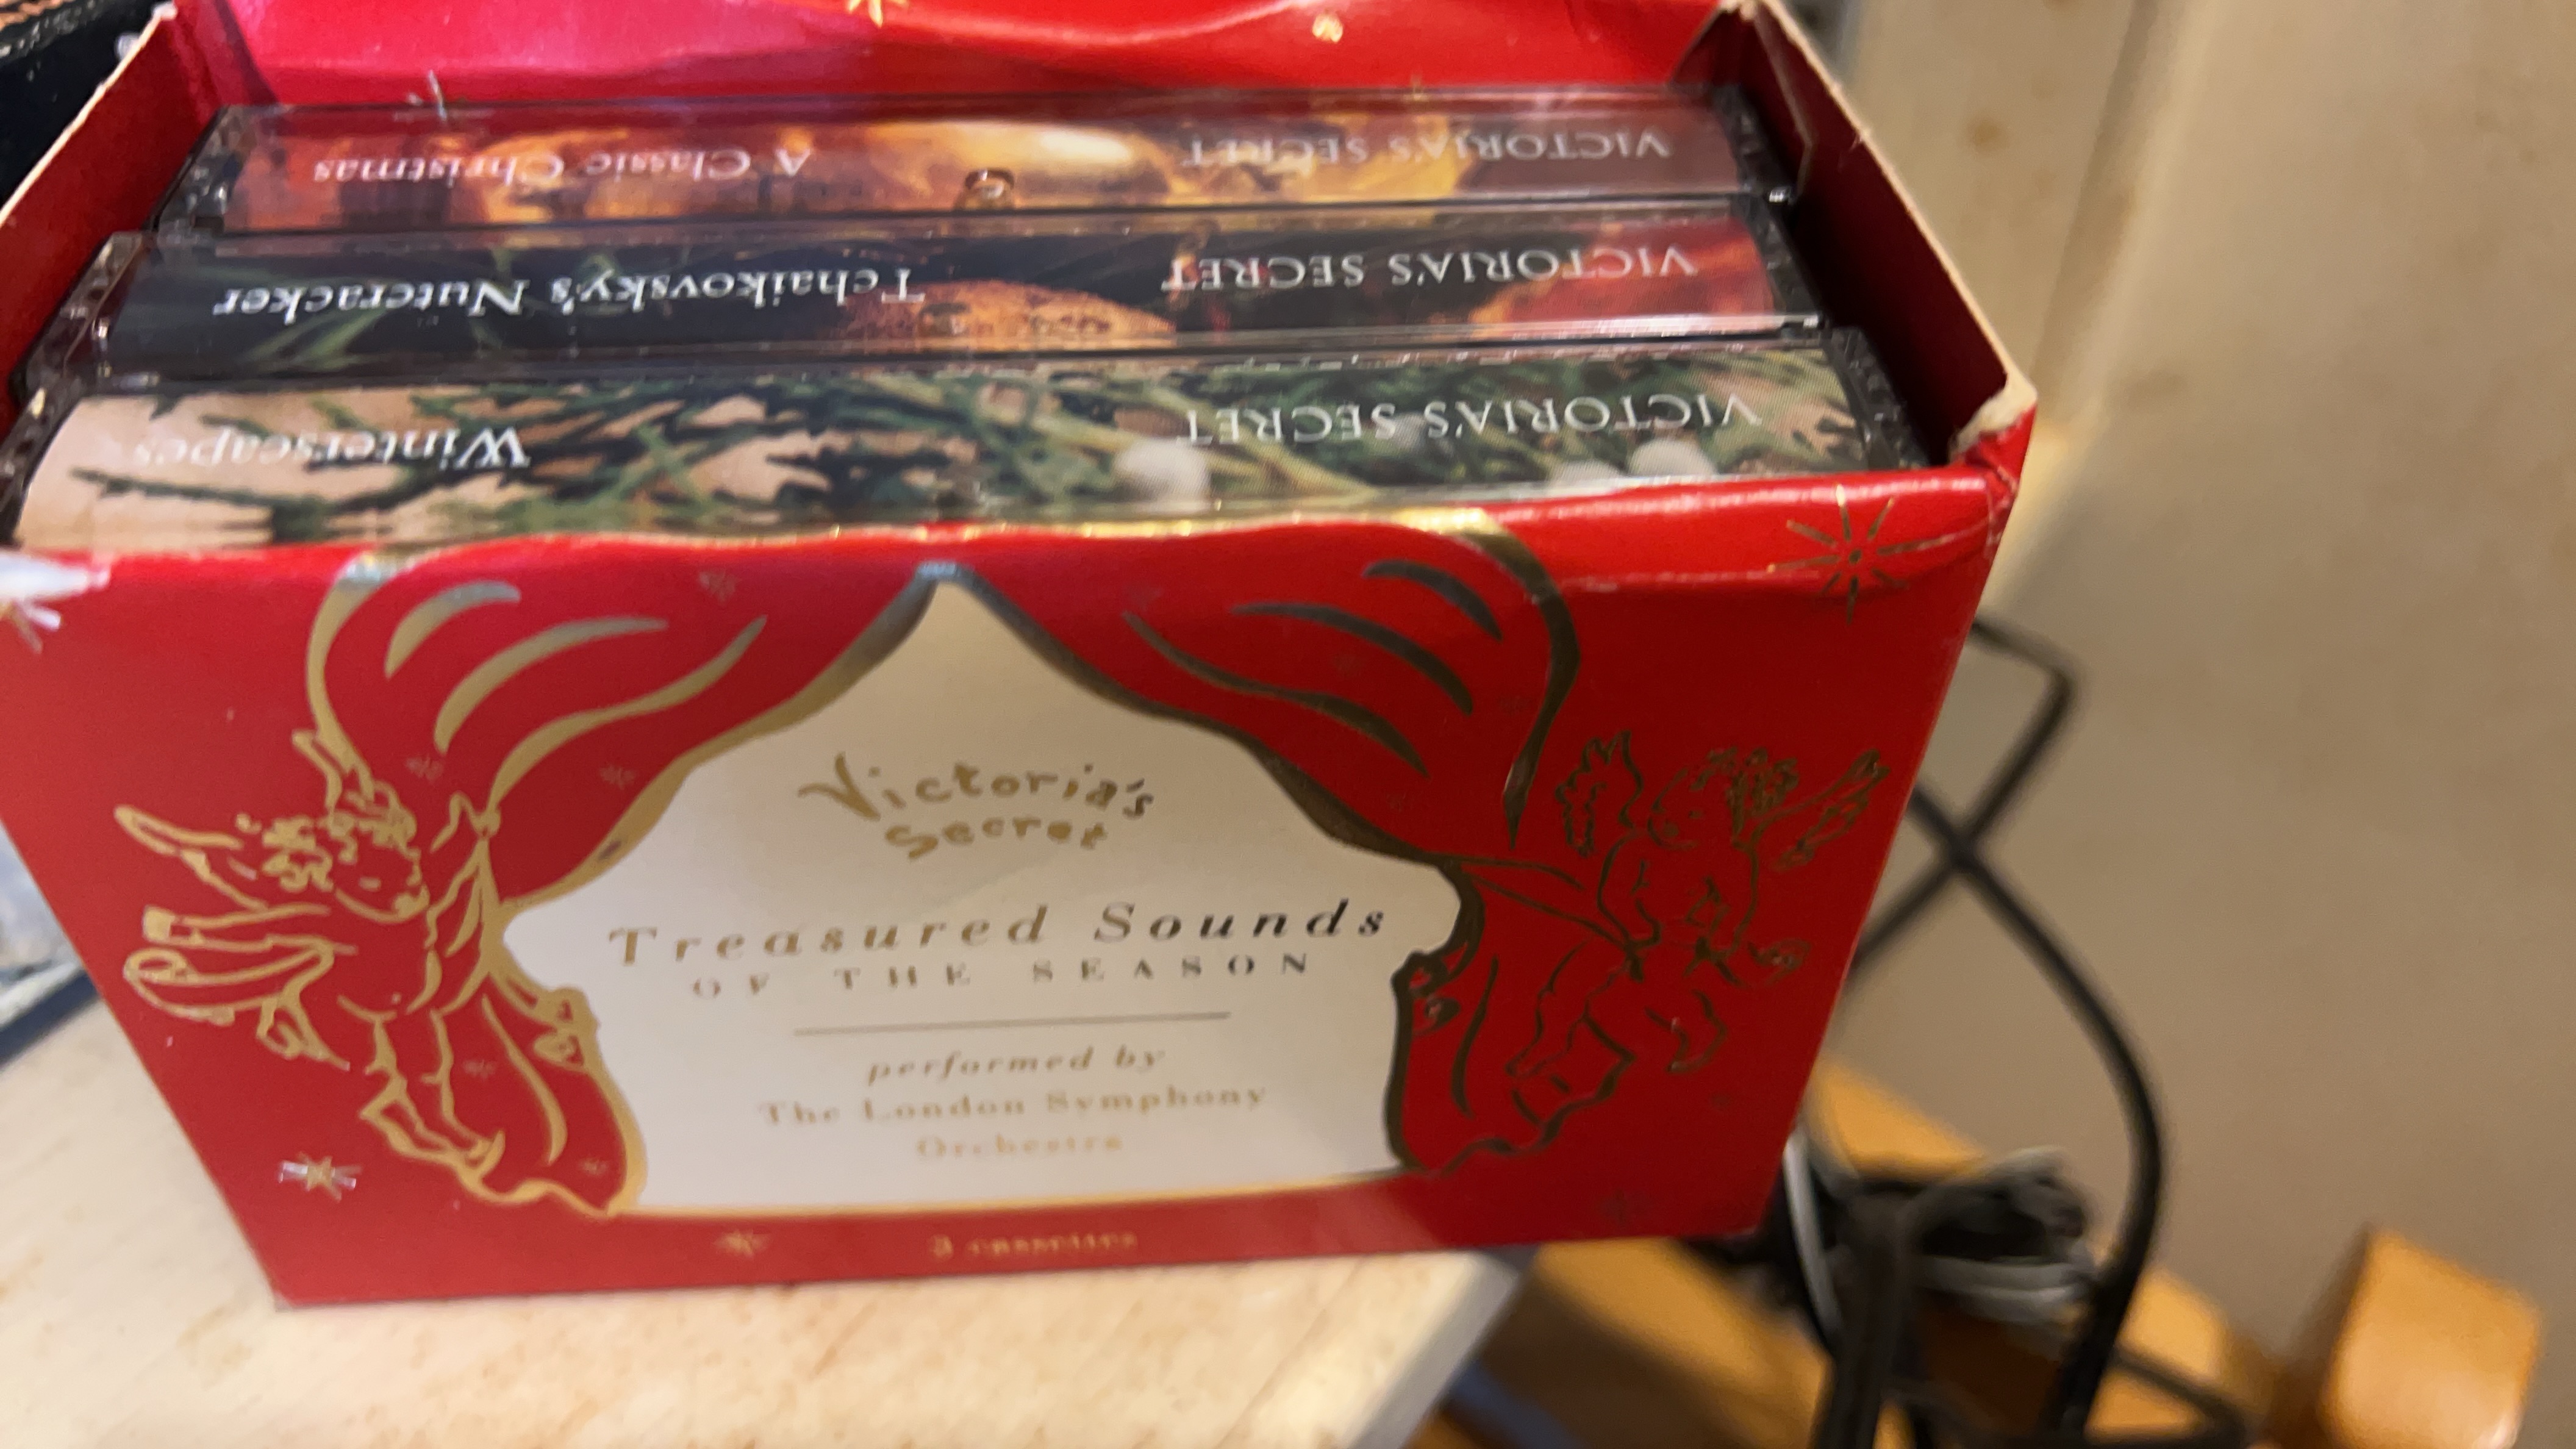 A Classic Christmas VICTORIA'S SECRET
Tchaikovsky's Nutcracker VICTORIA'S SECRET
Winterscapes VICTORIA'S SECRET
Victoria's
Secret
Treasured Sounds
OF THE SEASON
performed by
The London Symphony
Orchestra
3 cassettes